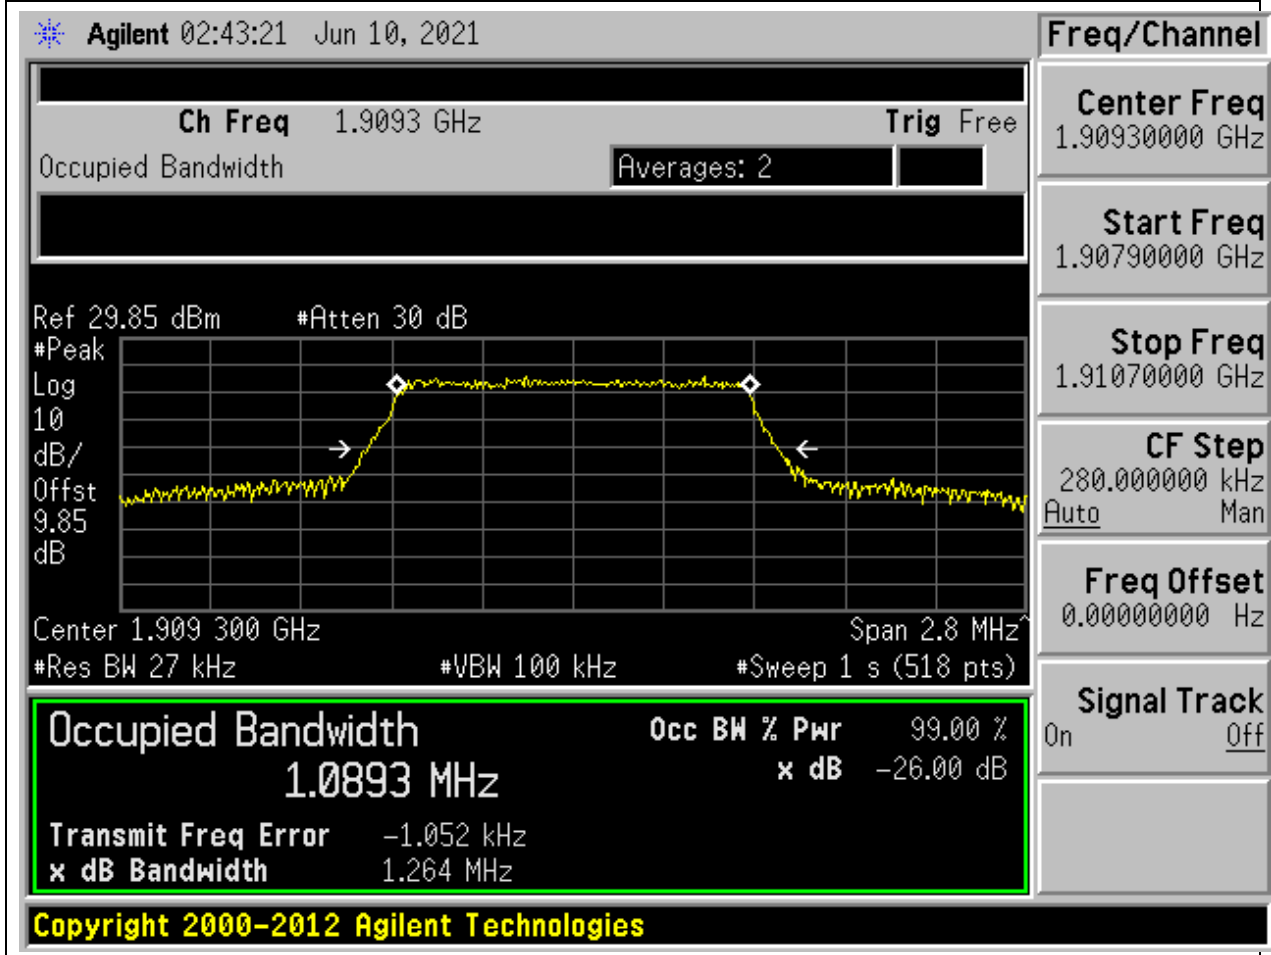 Agilent 02:43:21 Jun 10, 2021
Freq/Channel
Ch Freq 1.9093 GHz Trig Free
Occupied Bandwidth Averages: 2
Center Freq
1.90930000 GHz
Start Freq
1.90790000 GHz
Stop Freq
1.91070000 GHz
CF Step
280.000000 kHz
Auto Man
Freq Offset
0.00000000 Hz
Signal Track
On Off
Ref 29.85 dBm #Atten 30 dB
#Peak
Log
10
dB/
Offst
9.85
dB
Center 1.909 300 GHz Span 2.8 MHz^
#Res BW 27 kHz #VBW 100 kHz #Sweep 1 s (518 pts)
Occupied Bandwidth Occ BW % Pwr 99.00 %
1.0893 MHz x dB -26.00 dB
Transmit Freq Error -1.052 kHz
x dB Bandwidth 1.264 MHz
Copyright 2000-2012 Agilent Technologies